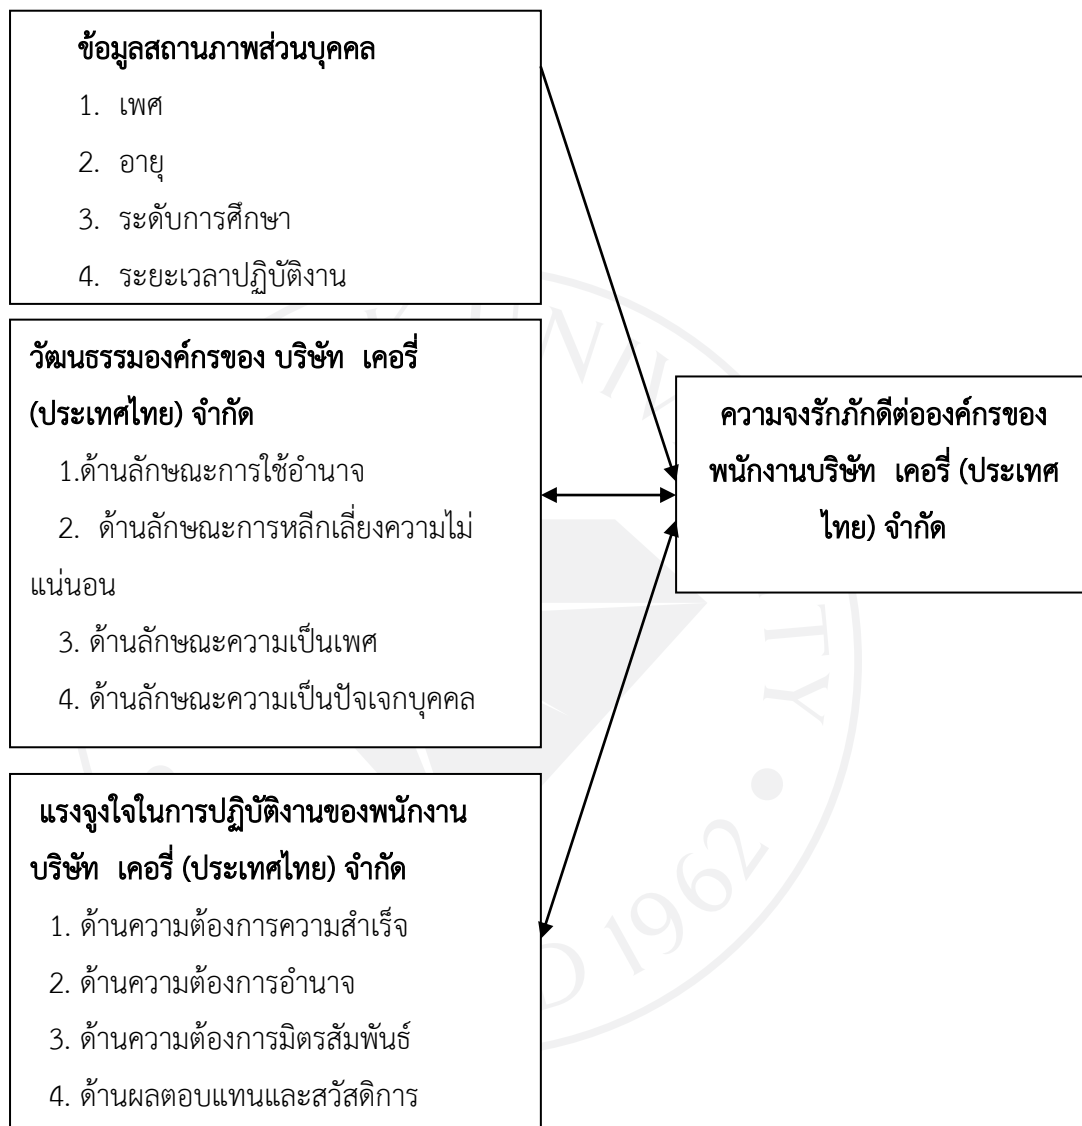 ข้อมูลสถานภาพส่วนบุคคล
1. เพศ
2. อายุ
3. ระดับการศึกษา
4. ระยะเวลาปฏิบัติงาน
วัฒนธรรมองค์กรของ บริษัท เคอรี่
(ประเทศไทย) จำกัด
1.ด้านลักษณะการใช้อำนาจ
2. ด้านลักษณะการหลีกเลี่ยงความไม่
แน่นอน
3. ด้านลักษณะความเป็นเพศ
4. ด้านลักษณะความเป็นปัจเจกบุคคล
แรงจูงใจในการปฏิบัติงานของพนักงาน
บริษัท เคอรี่ (ประเทศไทย) จำกัด
1. ด้านความต้องการความสำเร็จ
2. ด้านความต้องการอำนาจ
3. ด้านความต้องการมิตรสัมพันธ์
4. ด้านผลตอบแทนและสวัสดิการ
ความจงรักภักดีต่อองค์กรของ
พนักงานบริษัท เคอรี่ (ประเทศ
ไทย) จำกัด
1962